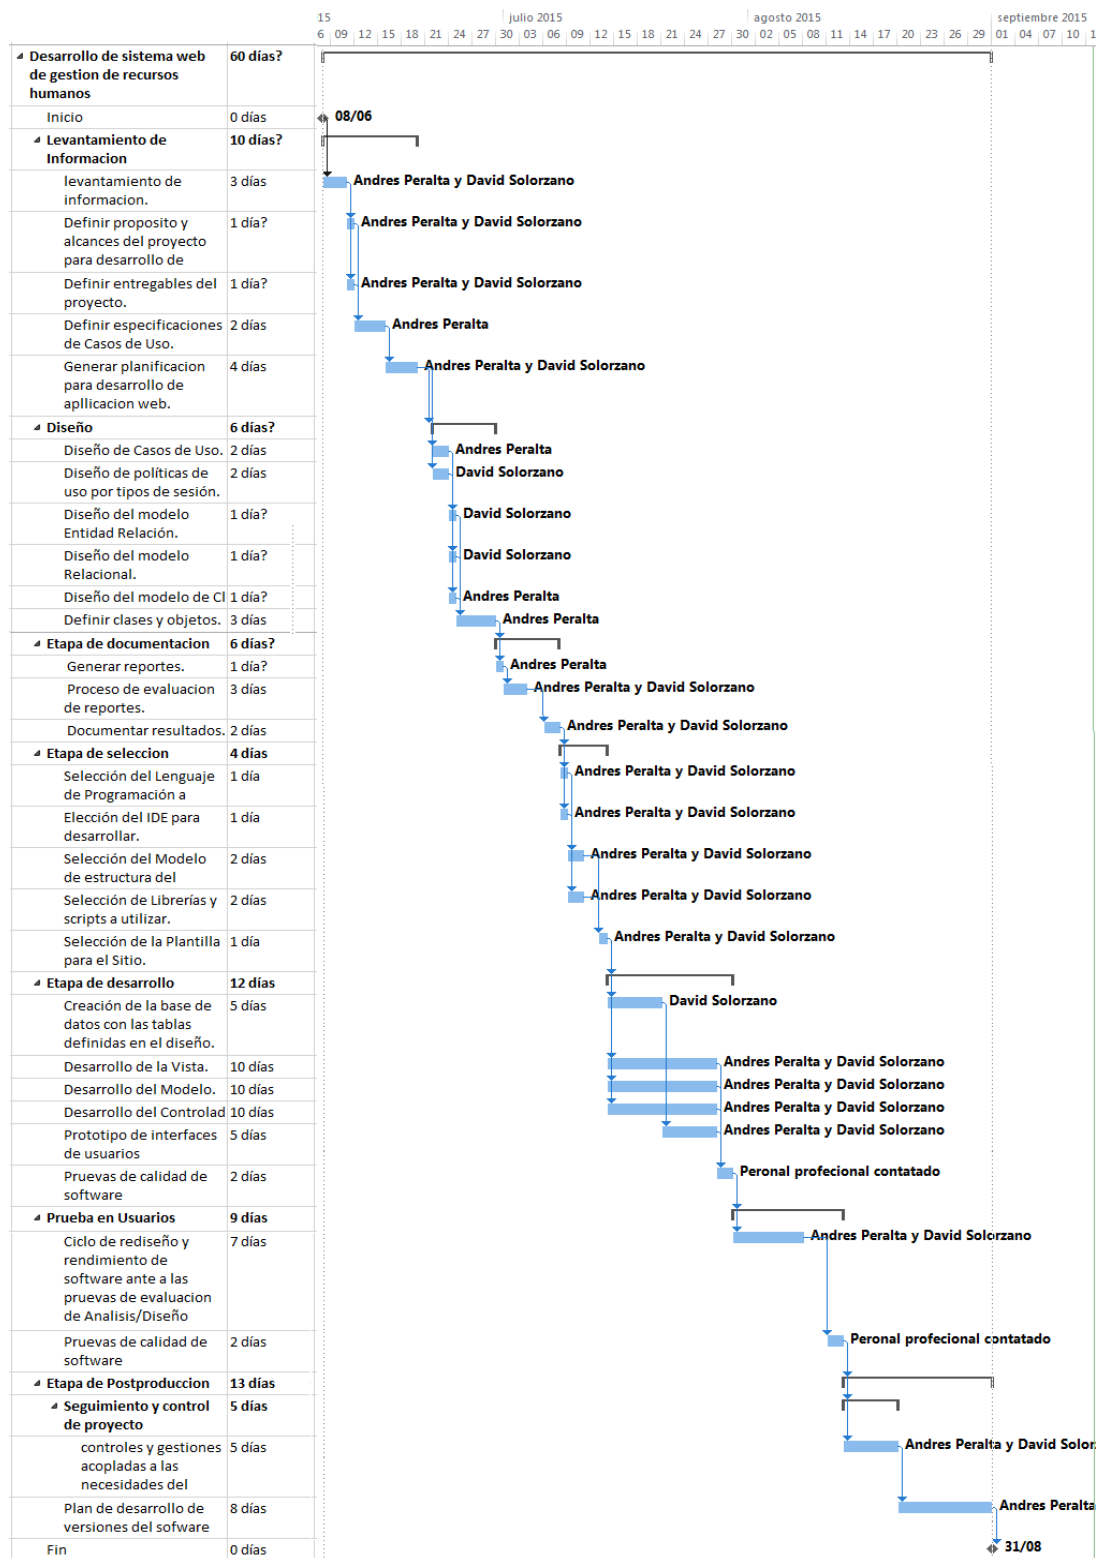 15 julio 2015 agosto 2015 septiembre 2015
6 09 12 15 18 21 24 27 30 03 06 09 12 15 18 21 24 27 30 02 05 08 11 14 17 20 23 26 29 01 04 07 10 1
Desarrollo de sistema web 60 días?
de gestion de recursos
humanos
Inicio 0 días 08/06
Levantamiento de 10 días?
Informacion
levantamiento de 3 días Andres Peralta y David Solorzano
informacion.
Definir proposito y 1 día? Andres Peralta y David Solorzano
alcances del proyecto
para desarrollo de
Definir entregables del 1 día? Andres Peralta y David Solorzano
proyecto.
Definir especificaciones 2 días Andres Peralta
de Casos de Uso.
Generar planificacion 4 días Andres Peralta y David Solorzano
para desarrollo de
apllicacion web.
Diseño 6 días?
Diseño de Casos de Uso. 2 días Andres Peralta
Diseño de políticas de 2 días David Solorzano
uso por tipos de sesión.
Diseño del modelo 1 día? David Solorzano
Entidad Relación.
Diseño del modelo 1 día? David Solorzano
Relacional.
Diseño del modelo de Cl 1 día? Andres Peralta
Definir clases y objetos. 3 días Andres Peralta
Etapa de documentacion 6 días?
Generar reportes. 1 día? Andres Peralta
Proceso de evaluacion 3 días Andres Peralta y David Solorzano
de reportes.
Documentar resultados. 2 días Andres Peralta y David Solorzano
Etapa de seleccion 4 días
Selección del Lenguaje 1 día Andres Peralta y David Solorzano
de Programación a
Elección del IDE para 1 día Andres Peralta y David Solorzano
desarrollar.
Selección del Modelo 2 días Andres Peralta y David Solorzano
de estructura del
Selección de Librerías y 2 días Andres Peralta y David Solorzano
scripts a utilizar.
Selección de la Plantilla 1 día Andres Peralta y David Solorzano
para el Sitio.
Etapa de desarrollo 12 días
Creación de la base de 5 días David Solorzano
datos con las tablas
definidas en el diseño.
Desarrollo de la Vista. 10 días Andres Peralta y David Solorzano
Desarrollo del Modelo. 10 días Andres Peralta y David Solorzano
Desarrollo del Controlad 10 días Andres Peralta y David Solorzano
Prototipo de interfaces 5 días Andres Peralta y David Solorzano
de usuarios
Pruevas de calidad de 2 días Peronal profecional contatado
software
Prueba en Usuarios 9 días
Ciclo de rediseño y 7 días Andres Peralta y David Solorzano
rendimiento de
software ante a las
pruevas de evaluacion
de Analisis/Diseño
Pruevas de calidad de 2 días Peronal profecional contatado
software
Etapa de Postproduccion 13 días
Seguimiento y control 5 días
de proyecto
controles y gestiones 5 días Andres Peralta y David Solor
acopladas a las
necesidades del
Plan de desarrollo de 8 días Andres Peralta
versiones del sofware
Fin 0 días 31/08